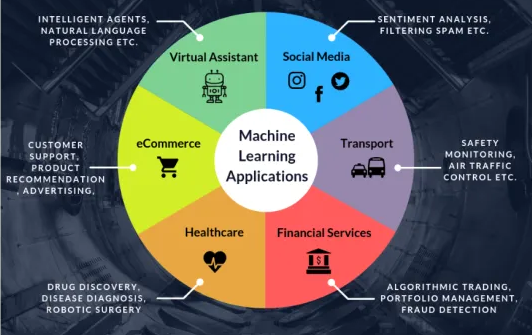 INTELLIGENT AGENTS,
NATURAL LANGUAGE
PROCESSING ETC.
SENTIMENT ANALYSIS,
FILTERING SPAM ETC.
Virtual Assistant
Social Media
CUSTOMER
SUPPORT,
PRODUCT
RECOMMENDATION
, ADVERTISING,
eCommerce
Machine
Learning
Applications
Transport
SAFETY
MONITORING,
AIR TRAFFIC
CONTROL ETC.
Healthcare
Financial Services
$
DRUG DISCOVERY,
DISEASE DIAGNOSIS,
ROBOTIC SURGERY
ALGORITHMIC TRADING,
PORTFOLIO MANAGEMENT,
FRAUD DETECTION